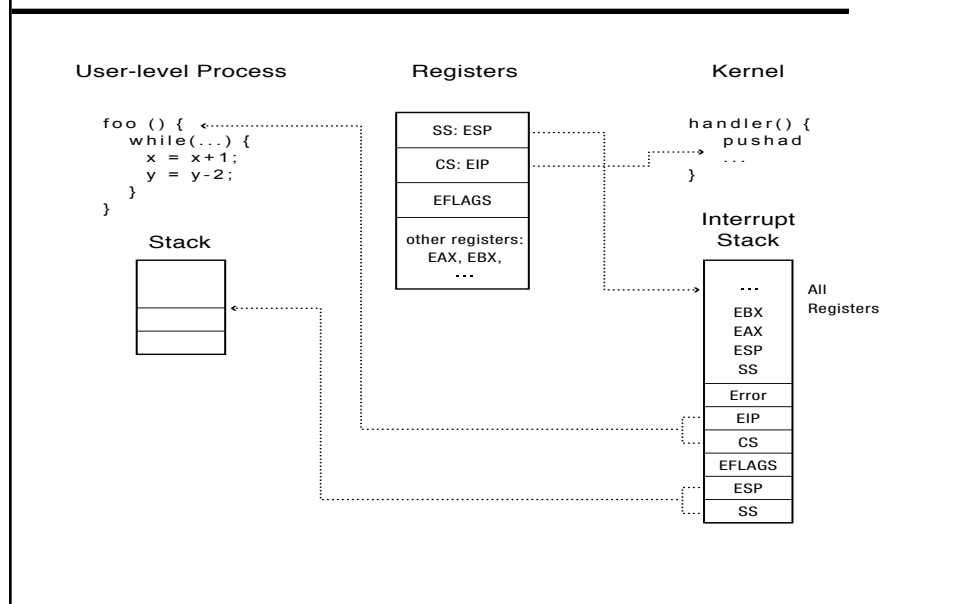 User-level Process
foo () {
while(...) {
x = x+1;
y = y-2;
}
}
Stack
Registers
SS: ESP
CS: EIP
EFLAGS
other registers:
EAX, EBX,
...
Kernel
handler() {
pushad
...
}
Interrupt
Stack
...
EBX
EAX
ESP
SS
Error
EIP
CS
EFLAGS
ESP
SS
All
Registers